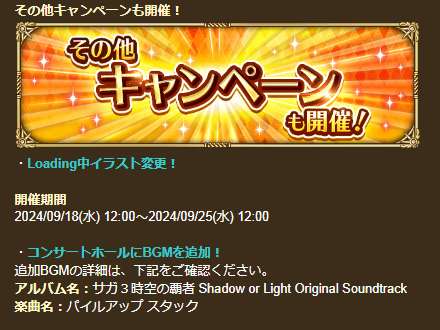 その他キャンペーンも開催！
その他
キャンペーン
も開催!
・Loading中イラスト変更！
開催期間
2024/09/18(水) 12:00～2024/09/25(水) 12:00
・コンサートホールにBGMを追加！
追加BGMの詳細は、下記をご確認ください。
アルバム名：サガ３時空の覇者 Shadow or Light Original Soundtrack
楽曲名：パイルアップ スタック